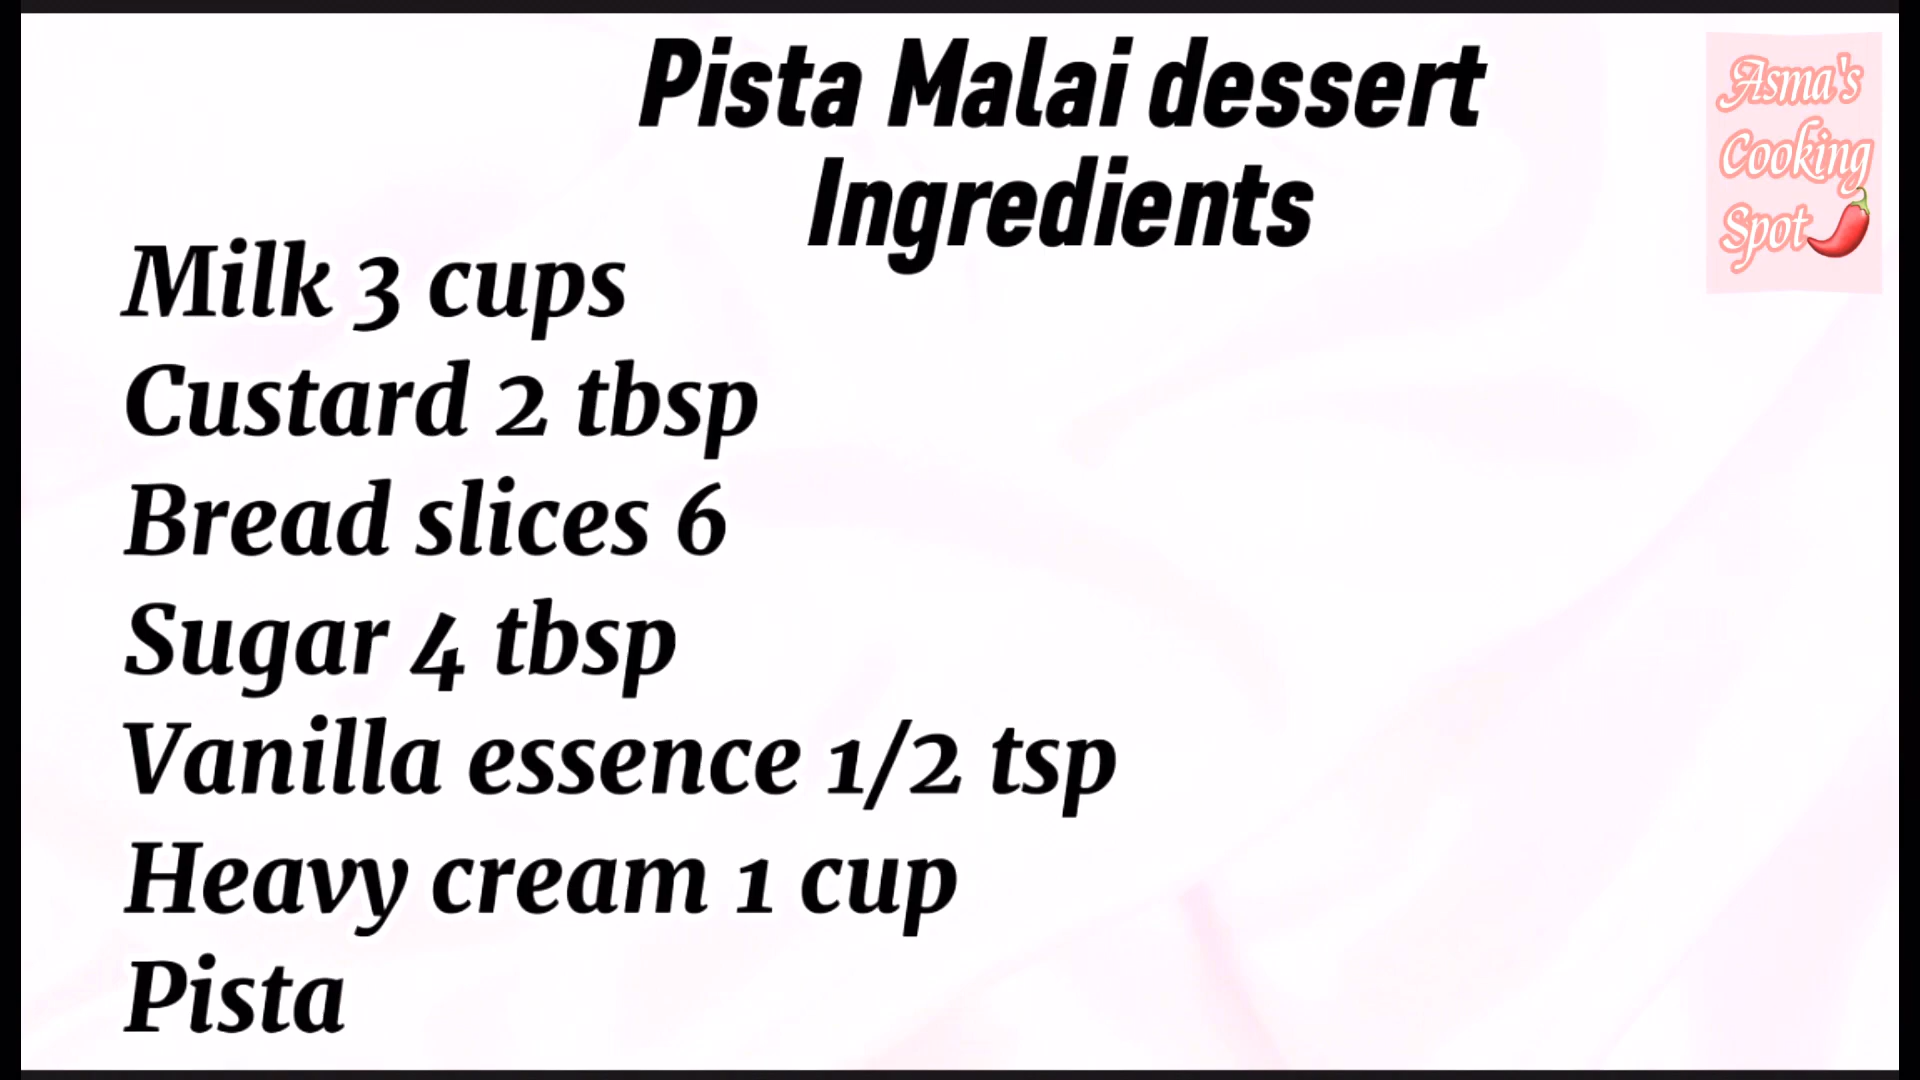 Pista Malai dessert
Ingredients
Asma's
Cooking
Spot
Milk 3 cups
Custard 2 tbsp
Bread slices 6
Sugar 4 tbsp
Vanilla essence 1/2 tsp
Heavy cream 1 cup
Pista